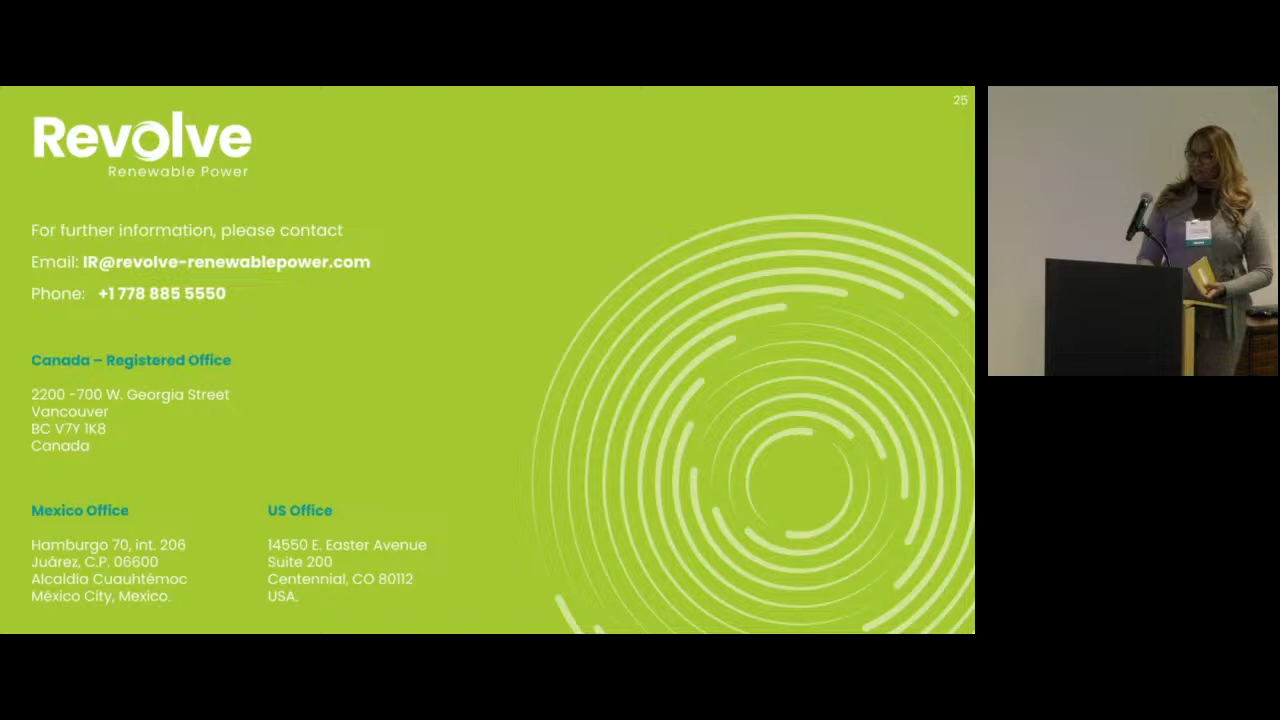 25
Revolve
Renewable Power
For further information, please contact
Email: IR@revolve-renewablepower.com
Phone: +1 778 885 5550
Canada – Registered Office
2200 -700 W. Georgia Street
Vancouver
BC V7Y 1K8
Canada
Mexico Office
Hamburgo 70, int. 206
Juárez, C.P. 06600
Alcaldía Cuauhtémoc
México City, Mexico.
US Office
14550 E. Easter Avenue
Suite 200
Centennial, CO 80112
USA.